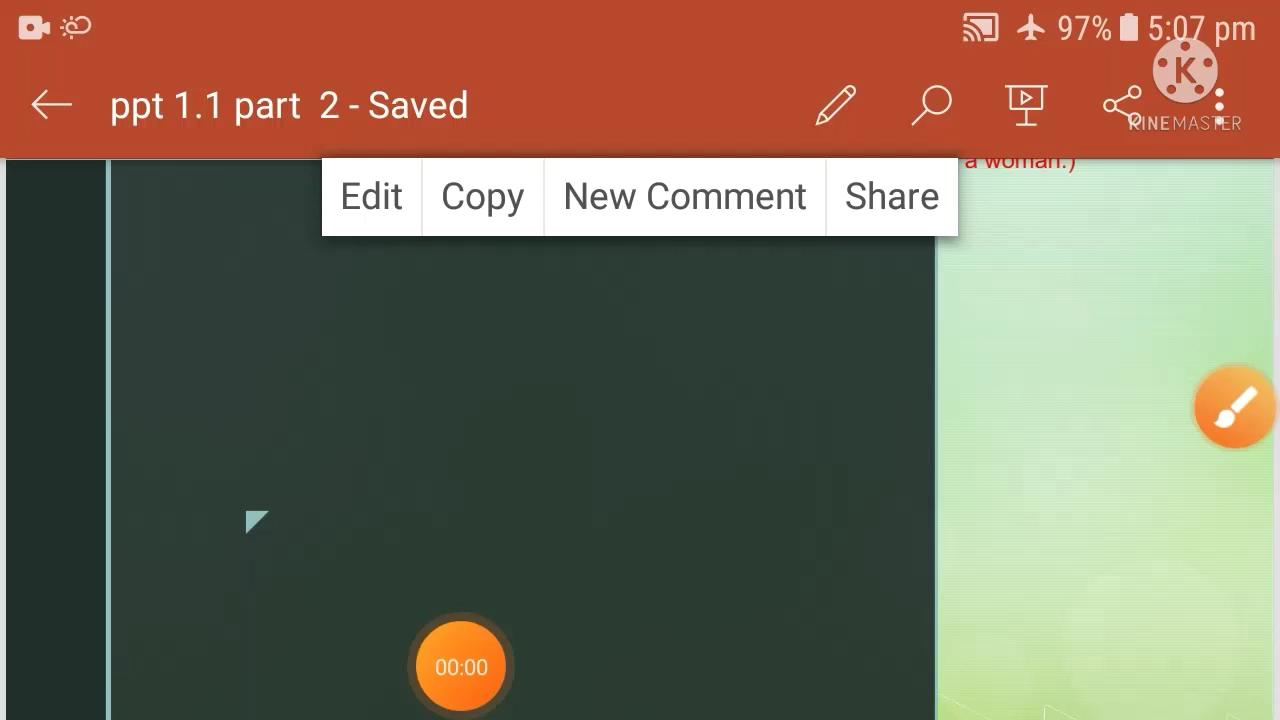 97% 5:07 pm
ppt 1.1 part 2 - Saved
K
KINEMASTER
a woman.)
Edit Copy New Comment Share
00:00